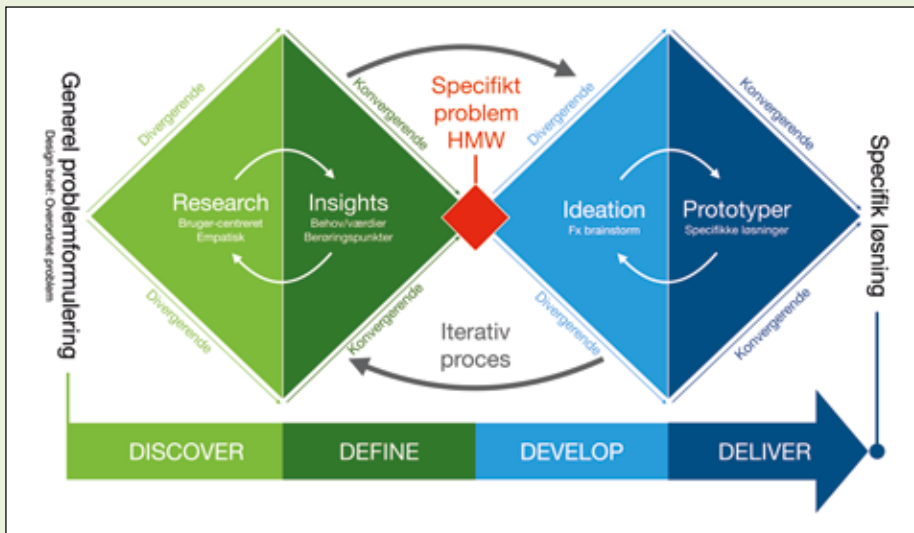 Generel problemformulering
Design brief: Overordnet problem
Divergerende
Konvergerende
Research
Bruger-centreret
Empatisk
Insights
Behov/værdier
Berøringspunkter
Divergerende
Konvergerende
Specifikt
problem
HMW
Iterativ
proces
Divergerende
Konvergerende
Ideation
Fx brainstorm
Prototyper
Specifikke løsninger
Divergerende
Konvergerende
Specifik løsning
DISCOVER
DEFINE
DEVELOP
DELIVER